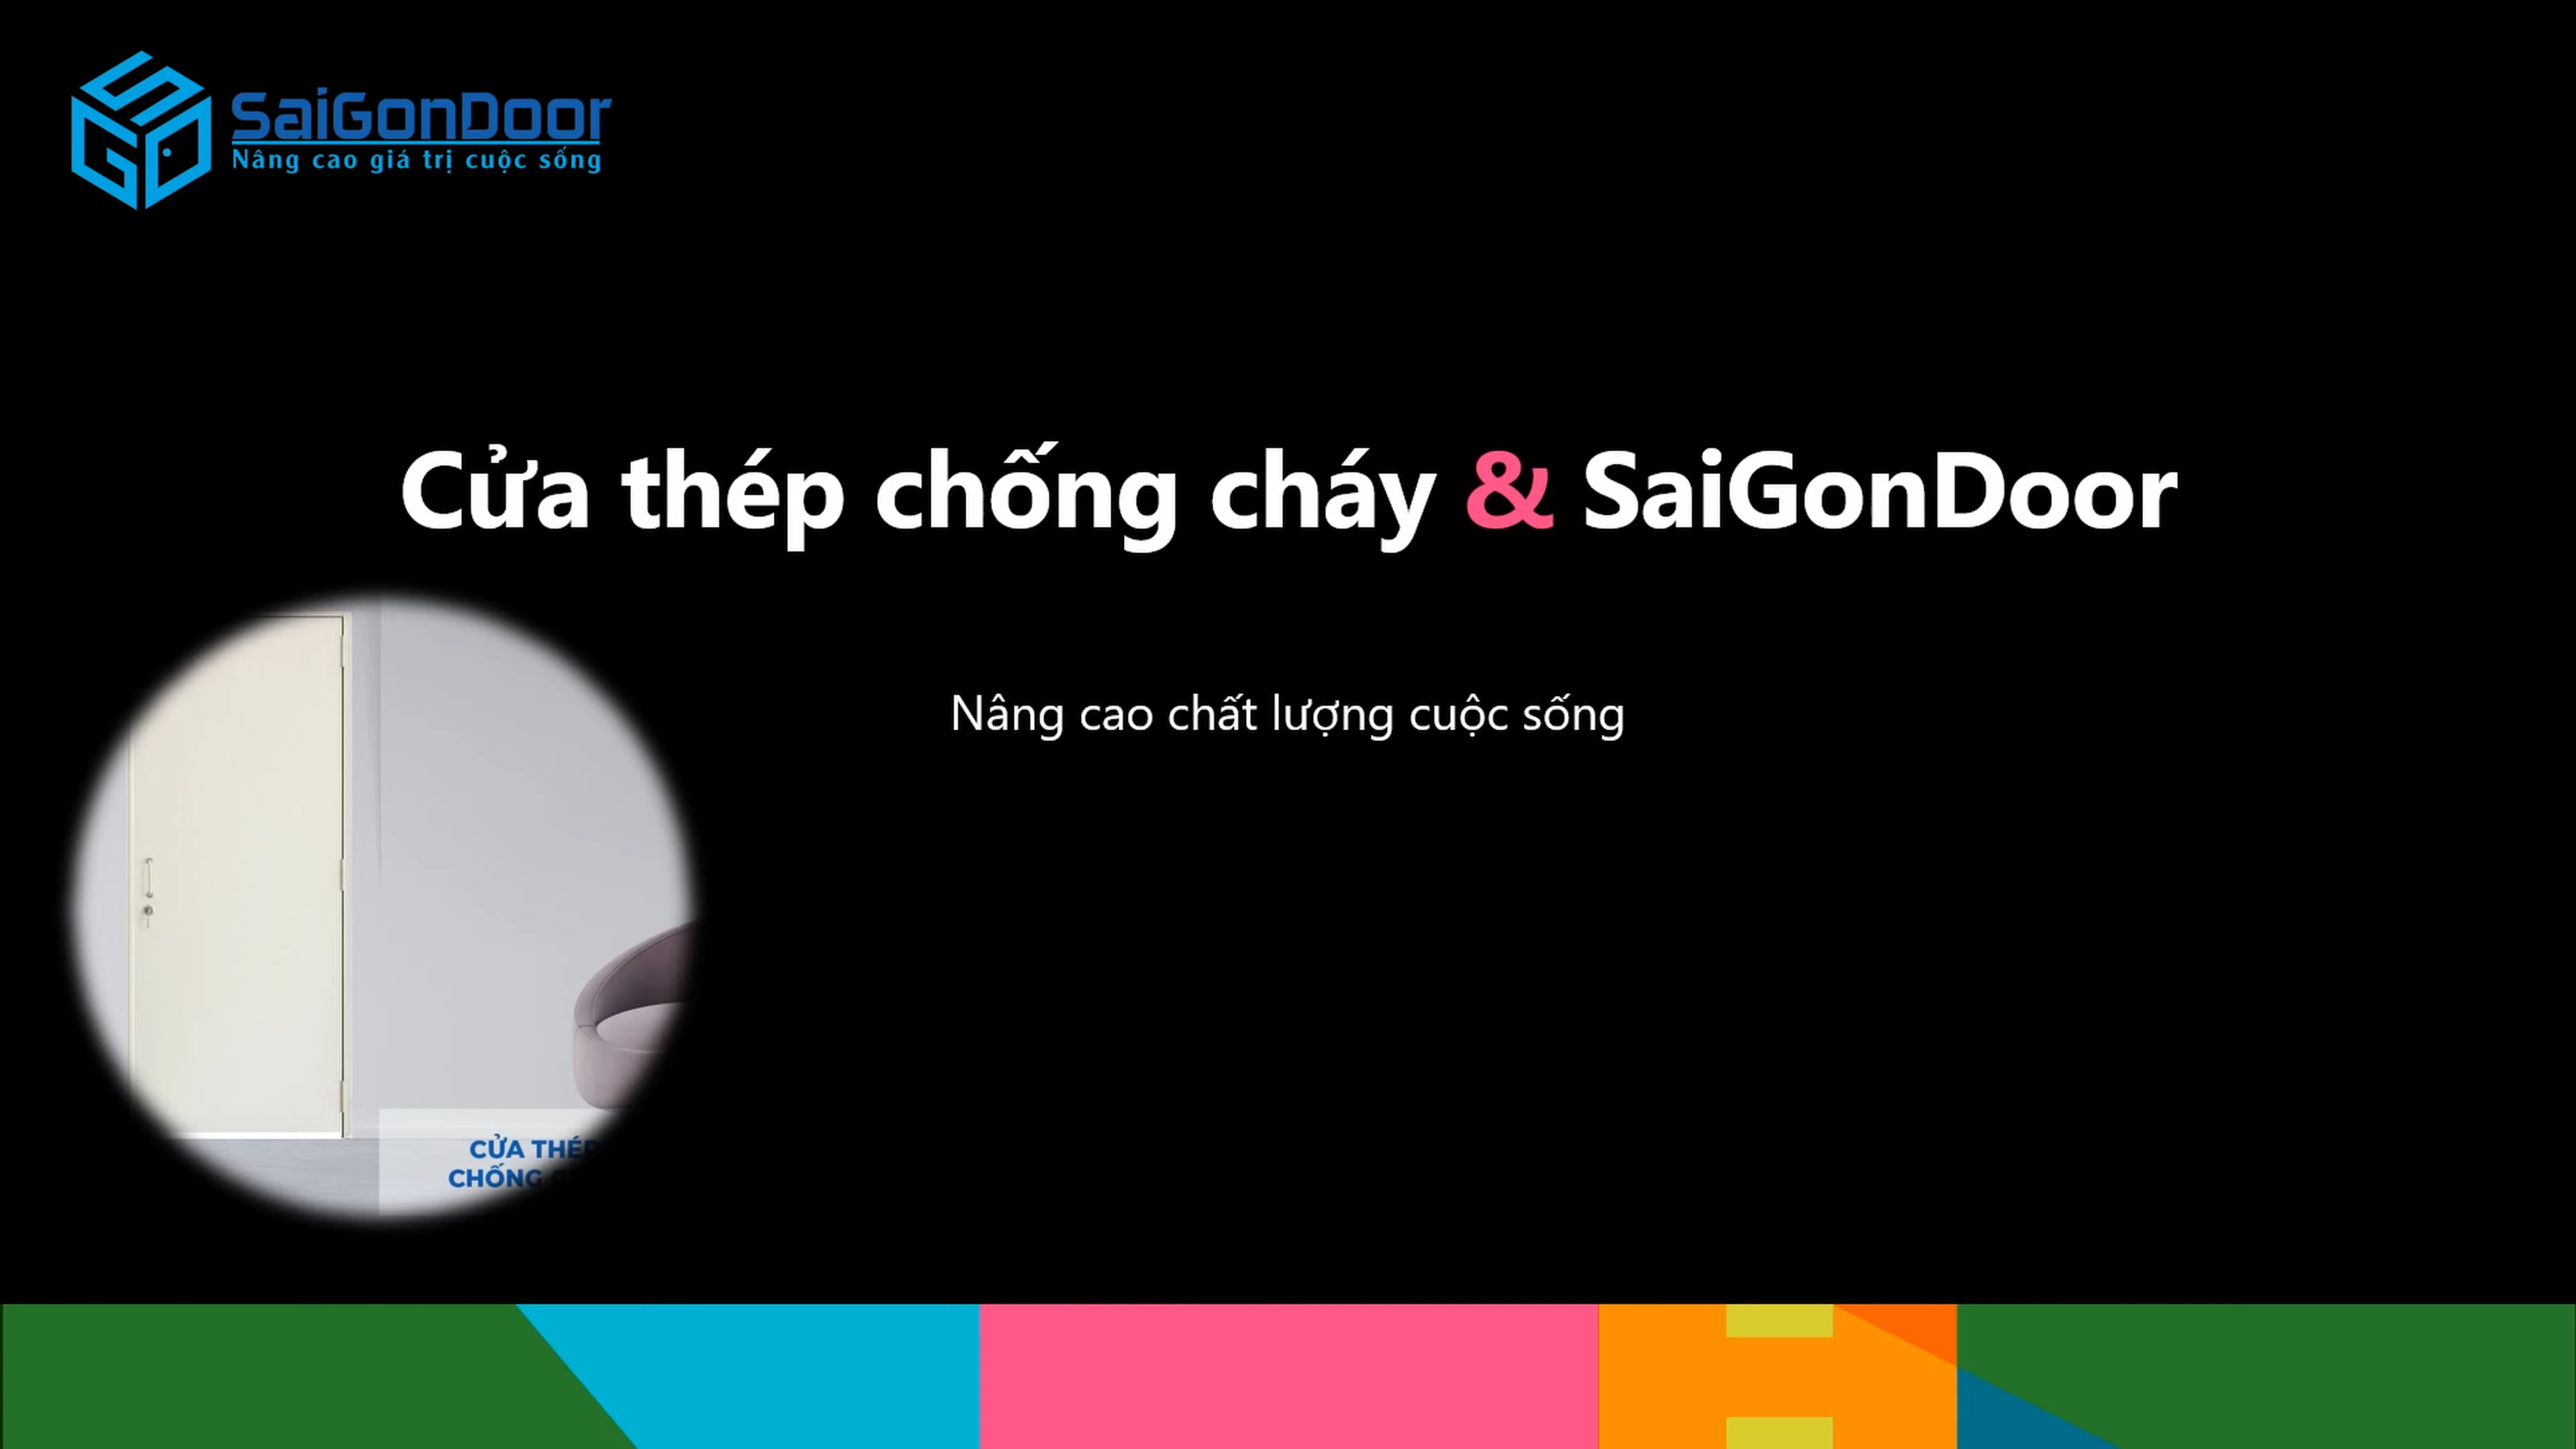 SaiGonDoor
Nâng cao giá trị cuộc sống
Cửa thép chống cháy & SaiGonDoor
Nâng cao chất lượng cuộc sống
CỬA THÉP
CHỐNG